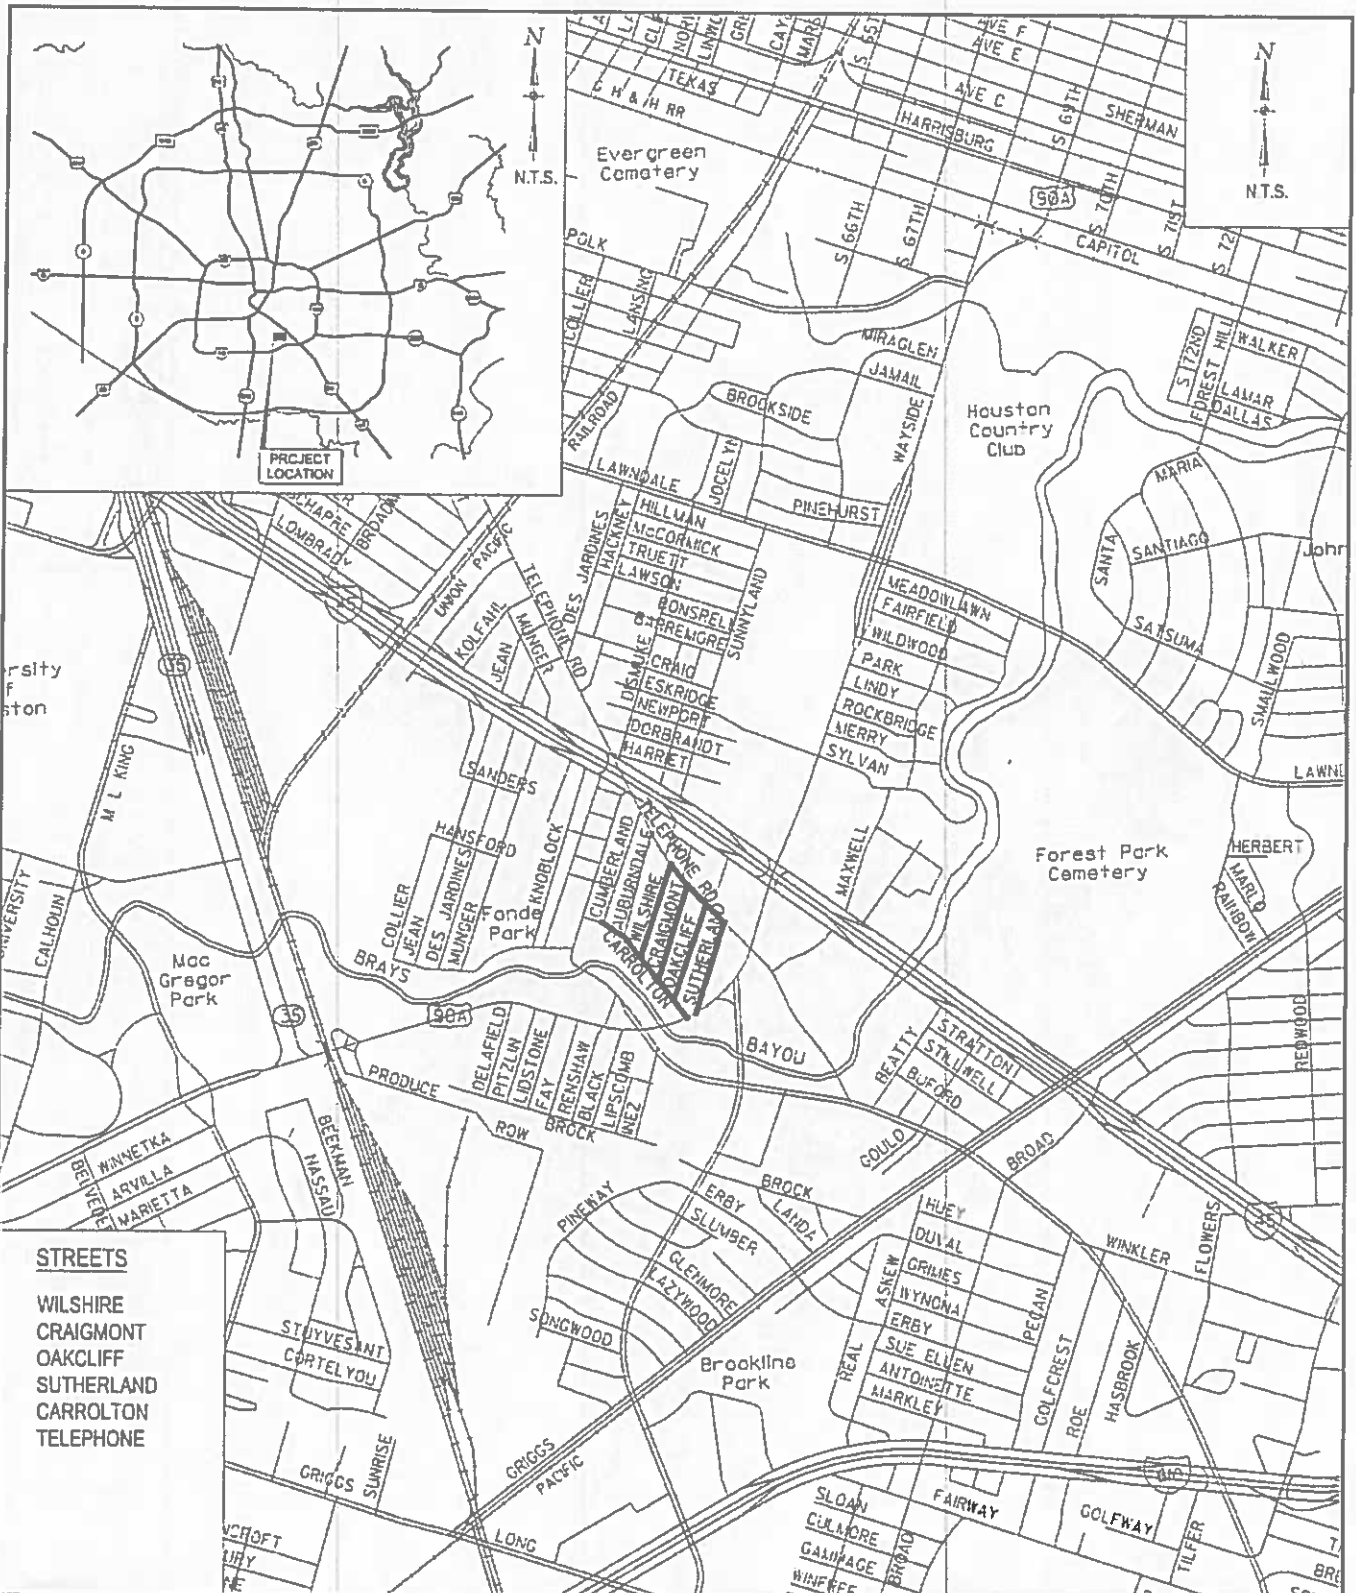 N
N.T.S.
PROJECT
LOCATION
N
N.T.S.
TEXAS
G H & H RR
AVE F
AVE E
AVE C
SHERMAN
HARRISBURG
S 66TH
S 67TH
S 69TH
S 70TH
S 71ST
90A
CAPITOL
Evergreen
Cemetery
POLK
COLLIER
LANSING
RAILROAD
MIRAGLEN
JAMAIL
BROOKSIDE
WAYSIDE
JOCELYN
PINEHURST
Houston
Country
Club
S 72ND
FOREST HILL
WALKER
LAMAR
DALLAS
MARIA
SANTIAGO
SANTA
SATSUMA
SMALLWOOD
John
LAWNDALE
HILLMAN
McCORMICK
TRUETT
LAWSON
BONSRELL
BARREMORE
CRAIG
ESKRIDGE
NEWPORT
DORBRANDT
HARRIET
DES JARDINES
HACKNEY
DISMUKE
SUNNYLAND
MEADOWLAWN
FAIRFIELD
WILDWOOD
PARK
LINDY
ROCKBRIDGE
MERRY
SYLVAN
LOMBRADY
UNION PACIFIC
TELEPHONE RD
KOLFAHL
JEAN
MUNGER
35
M L KING
SANDERS
HANSFORD
KNOBLOCK
COLLIER
JEAN
DES JARDINES
MUNGER
Fonde
Park
CUMBERLAND
AUBURNDALE
WILSHIRE
CRAIGMONT
OAKCLIFF
SUTHERLAND
CARROLTON
TELEPHONE ROAD
MAXWELL
Forest Park
Cemetery
HERBERT
MARLO
RAINBOW
REDWOOD
CALHOUN
Mac
Gregor
Park
BRAYS
BAYOU
35
90A
PRODUCE
ROW
DELAFIELD
PITZLIN
LIDSTONE
FAY
RENSHAW
BLACK
LIPSCOMB
INEZ
BROCK
BEATTY
STRATTON
STILLWELL
BUFORD
GOULD
BROAD
WINNETKA
ARVILLA
MARIETTA
BEEKMAN
NASSAU
PINEWAY
ERBY
SLUMBER
GLENMORE
LAZYWOOD
SONGWOOD
BROCK
LANDA
HUEY
DUVAL
GRIMES
WYNONA
ERBY
SUE ELLEN
ANTOINETTE
MARKLEY
ASKEW
REAL
PECAN
GOLFCREST
ROE
HASBROOK
WINKLER
FLOWERS
35
Brookline
Park
STUYVESANT
CORTELYOU
SUNRISE
GRIGGS
GRIGGS
PACIFIC
LONG
610
FAIRWAY
GOLFWAY
TILFER
SLOAN
CULMORE
GAMMAGE
WINFREE
BROAD
STREETS
WILSHIRE
CRAIGMONT
OAKCLIFF
SUTHERLAND
CARROLTON
TELEPHONE